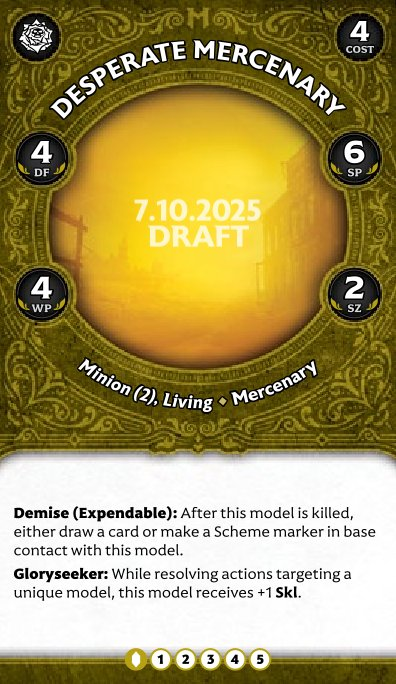 4
COST
DESPERATE MERCENARY
4
DF
6
SP
7.10.2025
DRAFT
4
WP
2
SZ
Minion (2), Living ⬥ Mercenary
Demise (Expendable): After this model is killed,
either draw a card or make a Scheme marker in base
contact with this model.
Gloryseeker: While resolving actions targeting a
unique model, this model receives +1 Skl.
1 2 3 4 5